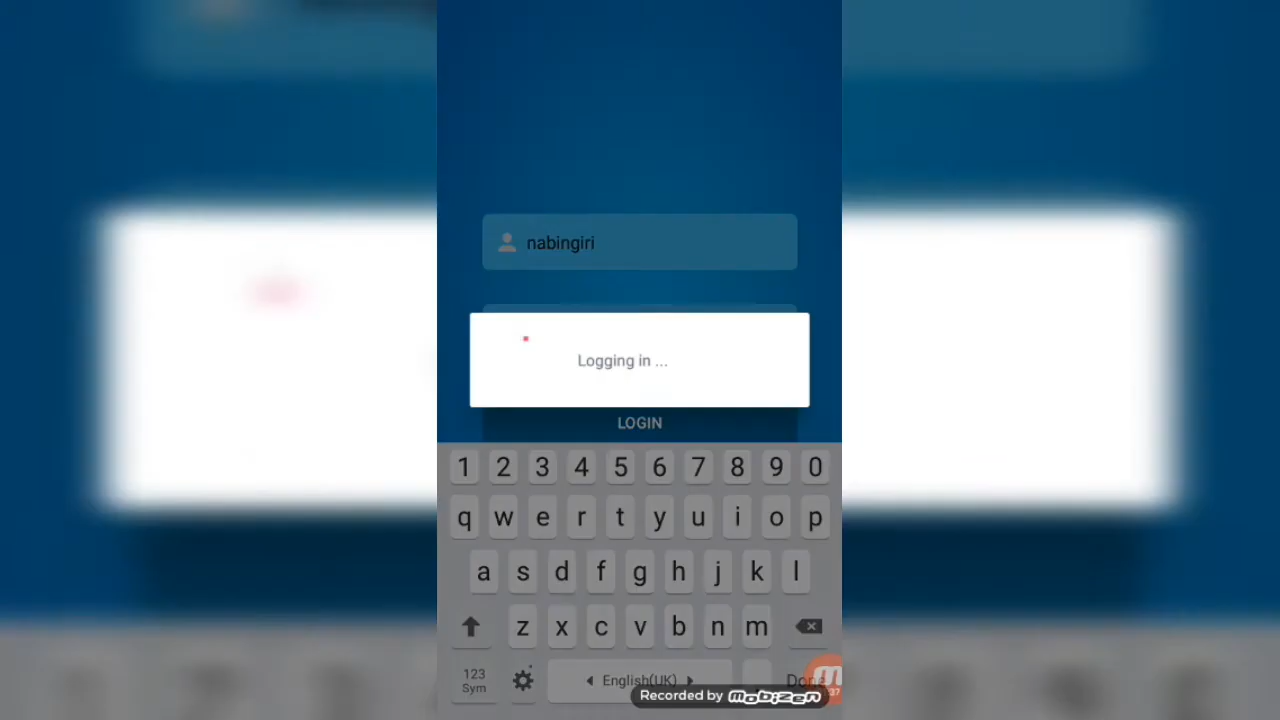 nabingiri
Logging in ...
LOGIN
1 2 3 4 5 6 7 8 9 0
q w e r t y u i o p
a s d f g h j k l
z x c v b n m
123
Sym
English(UK)
Recorded by mobizen